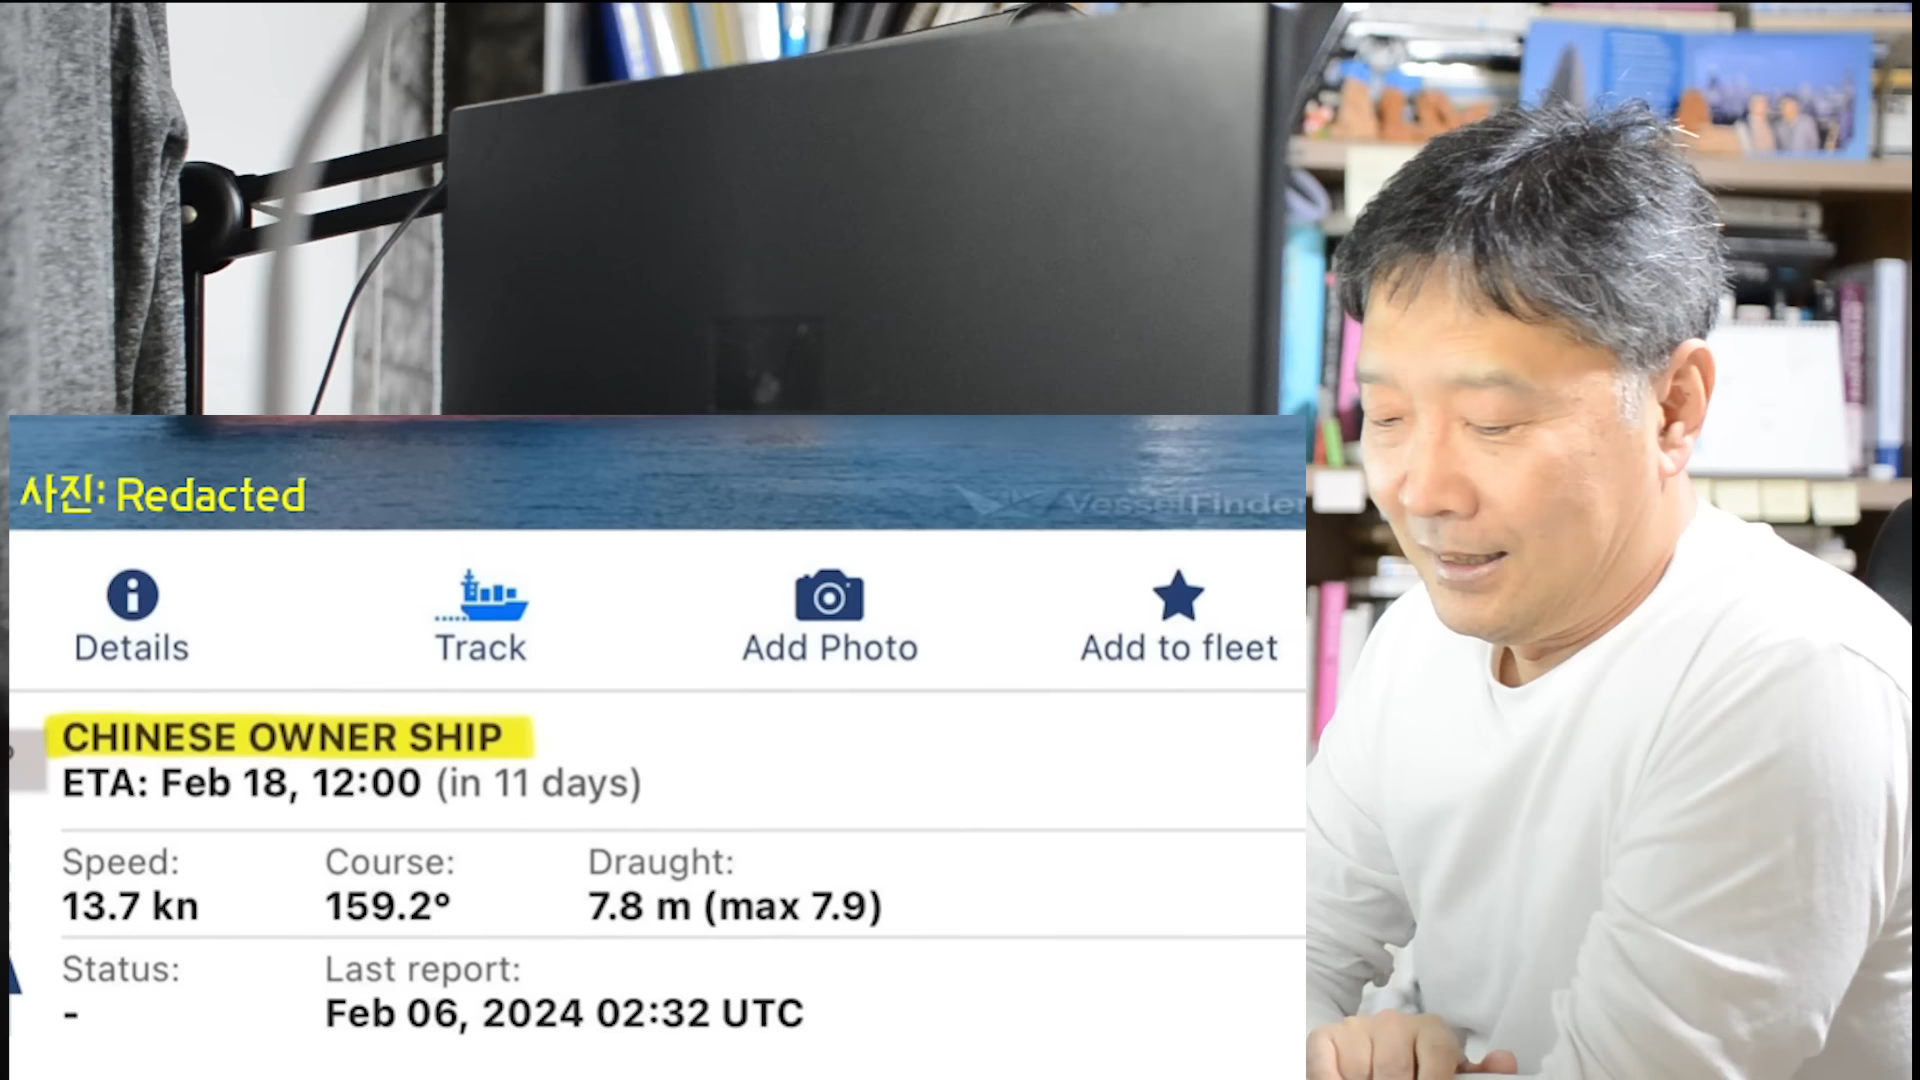 사진: Redacted
VesselFinder
Details
Track
Add Photo
Add to fleet
CHINESE OWNER SHIP
ETA: Feb 18, 12:00 (in 11 days)
Speed: Course: Draught:
13.7 kn 159.2° 7.8 m (max 7.9)
Status: Last report:
- Feb 06, 2024 02:32 UTC